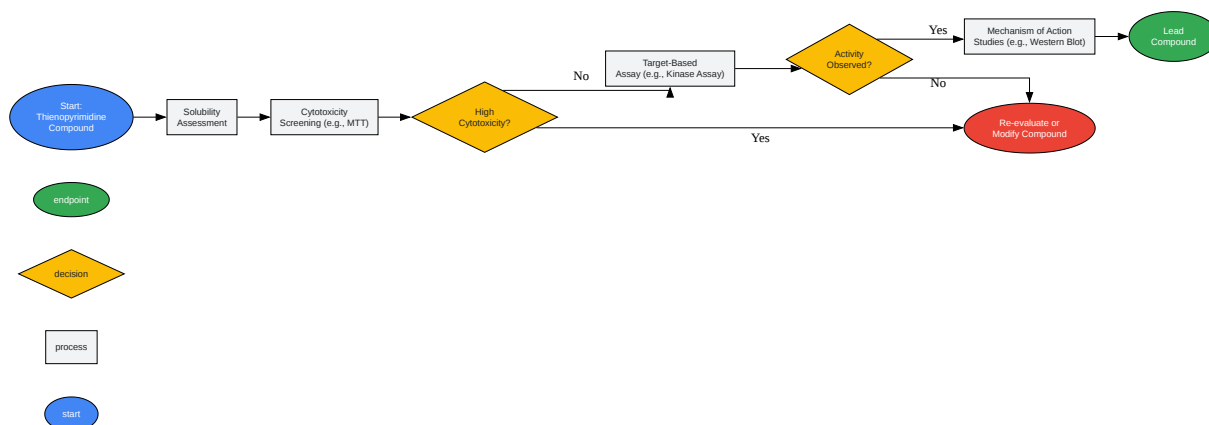 Start:
Thienopyrimidine
Compound
Solubility
Assessment
Cytotoxicity
Screening (e.g., MTT)
High
Cytotoxicity?
No
Yes
Target-Based
Assay (e.g., Kinase Assay)
Activity
Observed?
Yes
No
Mechanism of Action
Studies (e.g., Western Blot)
Lead
Compound
Re-evaluate or
Modify Compound
endpoint
decision
process
start